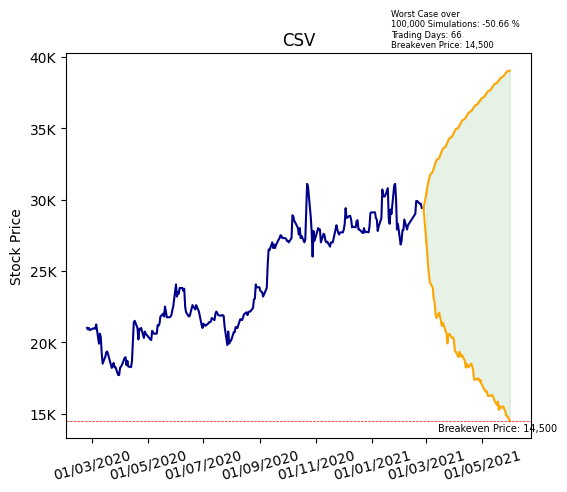 Worst Case over
100,000 Simulations: -50.66 %
Trading Days: 66
Breakeven Price: 14,500
CSV
40K
35K
30K
25K
20K
15K
Stock Price
Breakeven Price: 14,500
01/03/2020
01/05/2020
01/07/2020
01/09/2020
01/11/2020
01/01/2021
01/03/2021
01/05/2021